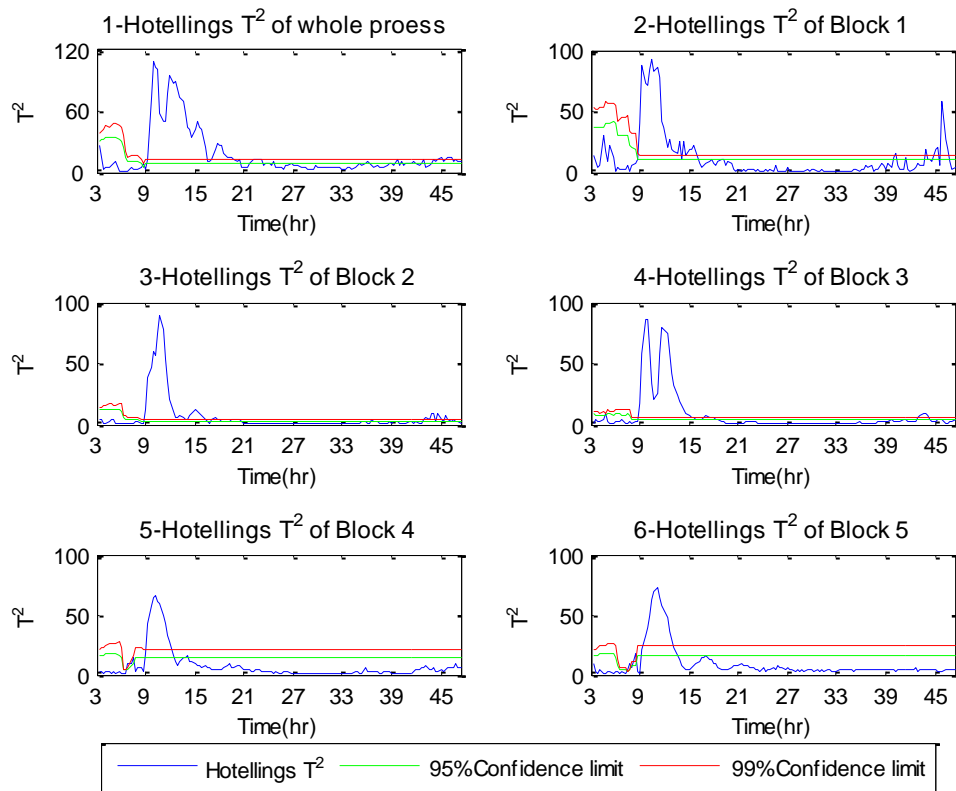 1-Hotellings T² of whole proess
120
60
0
T²
3 9 15 21 27 33 39 45
Time(hr)
2-Hotellings T² of Block 1
100
50
0
T²
3 9 15 21 27 33 39 45
Time(hr)
3-Hotellings T² of Block 2
100
50
0
T²
3 9 15 21 27 33 39 45
Time(hr)
4-Hotellings T² of Block 3
100
50
0
T²
3 9 15 21 27 33 39 45
Time(hr)
5-Hotellings T² of Block 4
100
50
0
T²
3 9 15 21 27 33 39 45
Time(hr)
6-Hotellings T² of Block 5
100
50
0
T²
3 9 15 21 27 33 39 45
Time(hr)
Hotellings T² 95%Confidence limit 99%Confidence limit